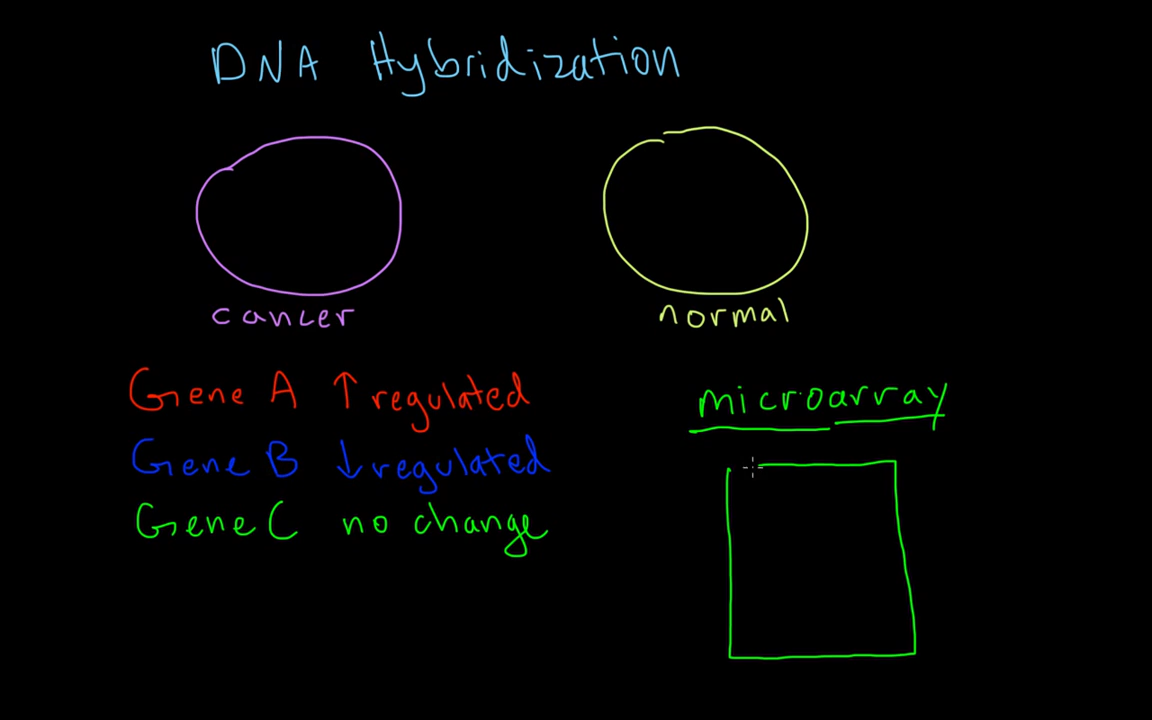 DNA Hybridization
cancer
normal
Gene A ↑ regulated
Gene B ↓ regulated
Gene C no change
microarray